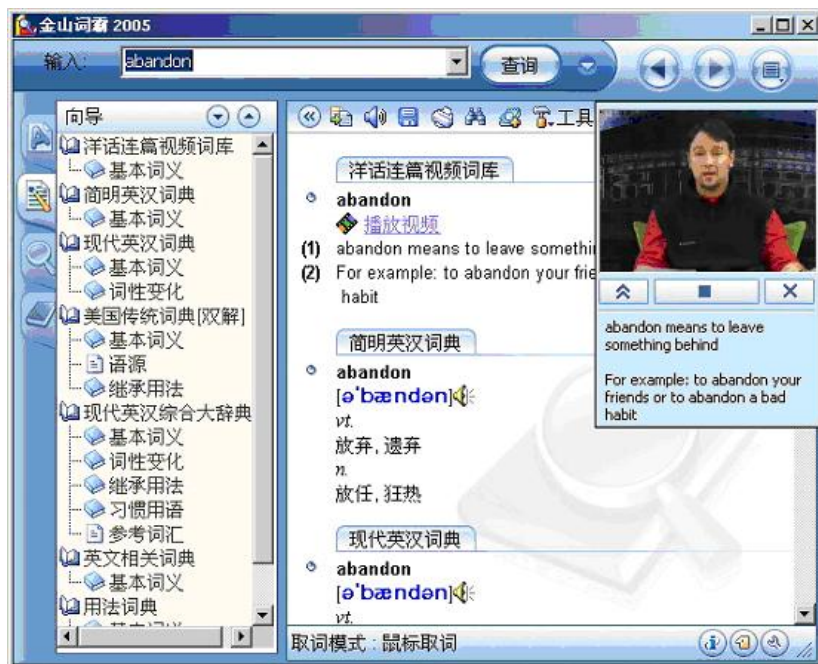 金山词霸 2005
输入:
abandon
查询
向导
洋话连篇视频词库
基本词义
简明英汉词典
基本词义
现代英汉词典
基本词义
词性变化
美国传统词典[双解]
基本词义
语源
继承用法
现代英汉综合大辞典
基本词义
词性变化
继承用法
习惯用语
参考词汇
英文相关词典
基本词义
用法词典
工具
洋话连篇视频词库
abandon
播放视频
(1) abandon means to leave somethi
(2) For example: to abandon your frie
habit
简明英汉词典
abandon
[ə'bændən]
vt.
放弃, 遗弃
n.
放任, 狂热
现代英汉词典
abandon
[ə'bændən]
vt.
abandon means to leave
something behind
For example: to abandon your
friends or to abandon a bad
habit
取词模式 : 鼠标取词